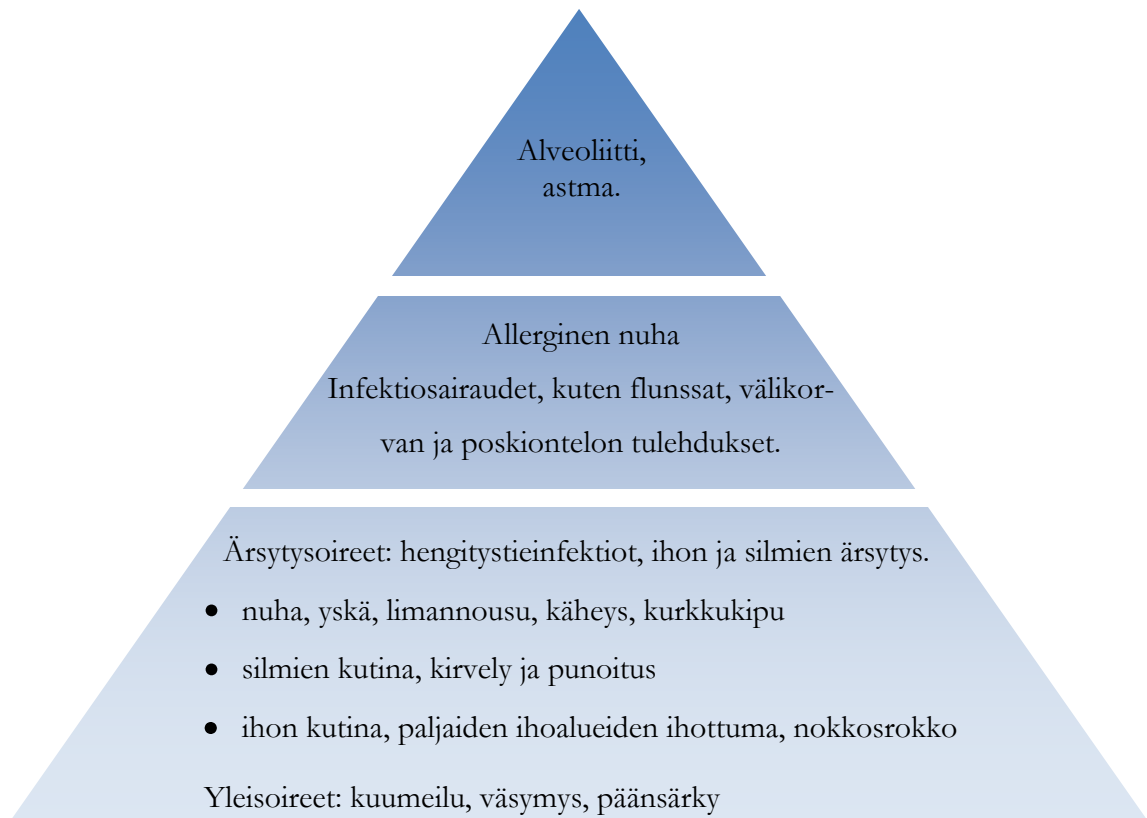 Alveoliitti,
astma.
Allerginen nuha
Infektiosairaudet, kuten flunssat, välikor-
van ja poskiontelon tulehdukset.
Ärsytysoireet: hengitystieinfektiot, ihon ja silmien ärsytys.
• nuha, yskä, limannousu, käheys, kurkkukipu
• silmien kutina, kirvely ja punoitus
• ihon kutina, paljaiden ihoalueiden ihottuma, nokkosrokko
Yleisoireet: kuumeilu, väsymys, päänsärky